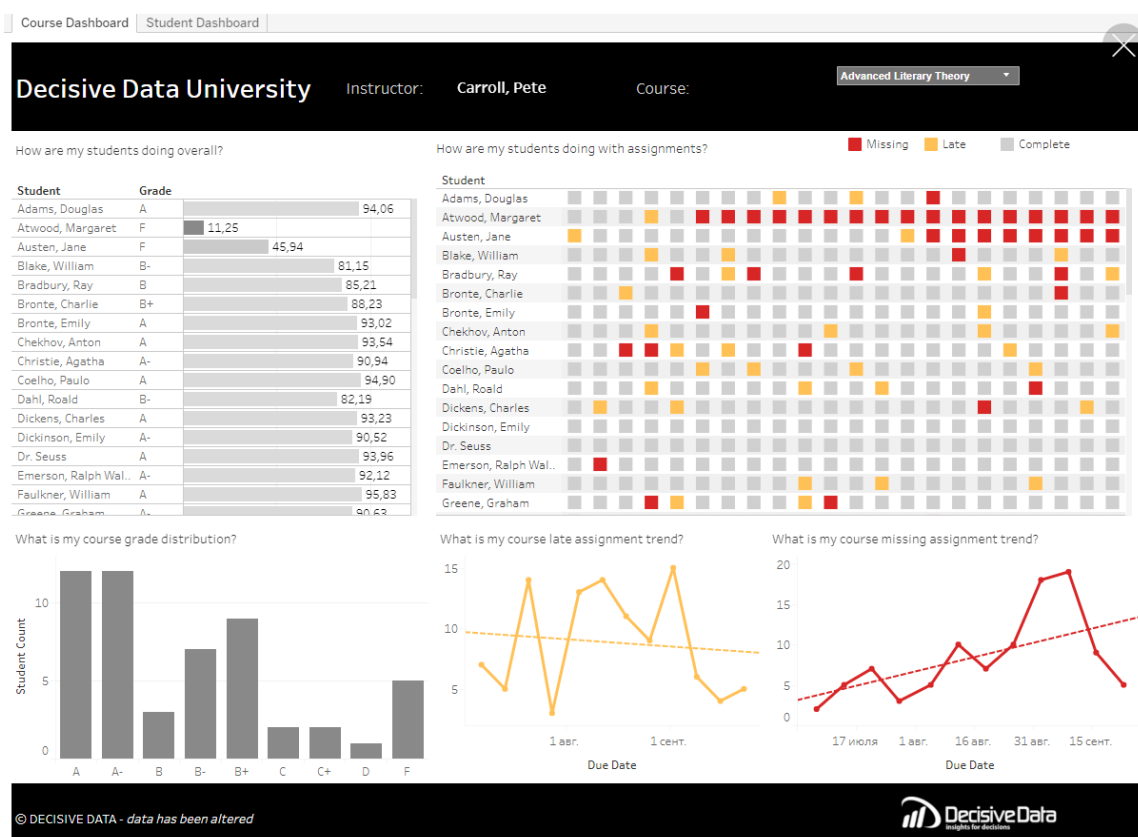 Course Dashboard Student Dashboard
Decisive Data University Instructor: Carroll, Pete Course: Advanced Literary Theory
How are my students doing overall?
Student Grade
Adams, Douglas A 94,06
Atwood, Margaret F 11,25
Austen, Jane F 45,94
Blake, William B- 81,15
Bradbury, Ray B 85,21
Bronte, Charlie B+ 88,23
Bronte, Emily A 93,02
Chekhov, Anton A 93,54
Christie, Agatha A- 90,94
Coelho, Paulo A 94,90
Dahl, Roald B- 82,19
Dickens, Charles A 93,23
Dickinson, Emily A- 90,52
Dr. Seuss A 93,96
Emerson, Ralph Wal.. A- 92,12
Faulkner, William A 95,83
Greene, Graham A- 90,63
How are my students doing with assignments?
Missing Late Complete
Student
Adams, Douglas
Atwood, Margaret
Austen, Jane
Blake, William
Bradbury, Ray
Bronte, Charlie
Bronte, Emily
Chekhov, Anton
Christie, Agatha
Coelho, Paulo
Dahl, Roald
Dickens, Charles
Dickinson, Emily
Dr. Seuss
Emerson, Ralph Wal..
Faulkner, William
Greene, Graham
What is my course grade distribution?
Student Count
10
5
0
A A- B B- B+ C C+ D F
What is my course late assignment trend?
15
10
5
1 авг. 1 сент.
Due Date
What is my course missing assignment trend?
20
15
10
5
0
17 июля 1 авг. 16 авг. 31 авг. 15 сент.
Due Date
© DECISIVE DATA - data has been altered
Decisive Data
insights for decisions